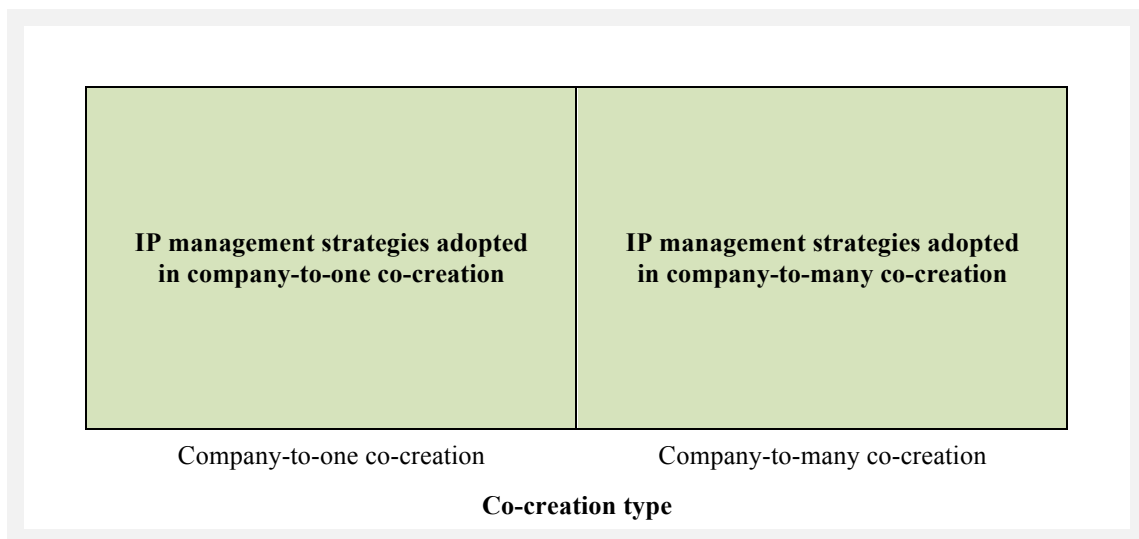 IP management strategies adopted
in company-to-one co-creation
IP management strategies adopted
in company-to-many co-creation
Company-to-one co-creation
Company-to-many co-creation
Co-creation type